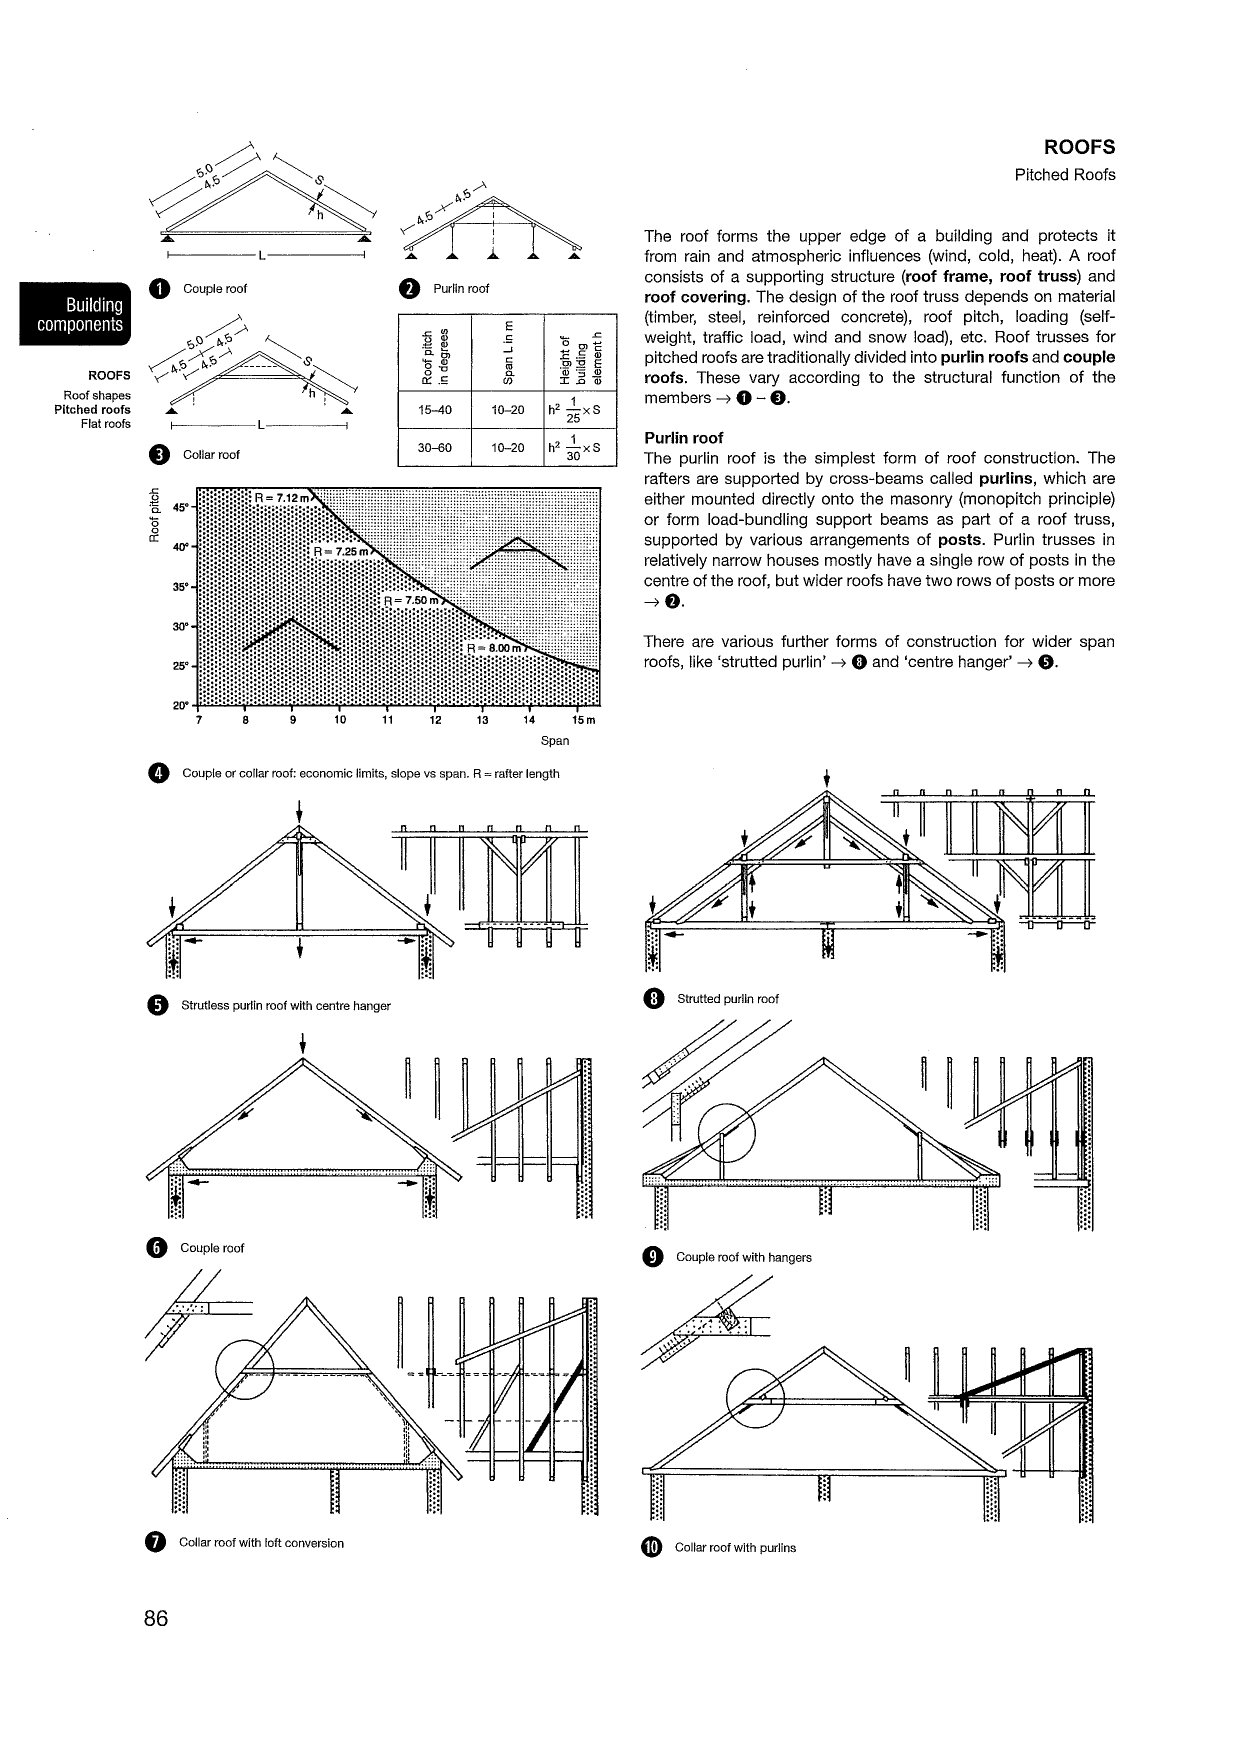 ROOFS
Pitched Roofs
5.0
4.5
S
h
L
1 Couple roof
4.5
4.5
2 Purlin roof
Building
components
ROOFS
Roof shapes
Pitched roofs
Flat roofs
5.0
4.5
4.5
4.5
S
h
L
3 Collar roof
Roof pitch
in degrees
Span L in m
Height of
building
element h
15–40 10–20 h² 1/25 x S
30–60 10–20 h² 1/30 x S
The roof forms the upper edge of a building and protects it
from rain and atmospheric influences (wind, cold, heat). A roof
consists of a supporting structure (roof frame, roof truss) and
roof covering. The design of the roof truss depends on material
(timber, steel, reinforced concrete), roof pitch, loading (self-
weight, traffic load, wind and snow load), etc. Roof trusses for
pitched roofs are traditionally divided into purlin roofs and couple
roofs. These vary according to the structural function of the
members → 1 – 3.
Purlin roof
The purlin roof is the simplest form of roof construction. The
rafters are supported by cross-beams called purlins, which are
either mounted directly onto the masonry (monopitch principle)
or form load-bundling support beams as part of a roof truss,
supported by various arrangements of posts. Purlin trusses in
relatively narrow houses mostly have a single row of posts in the
centre of the roof, but wider roofs have two rows of posts or more
→ 2.
There are various further forms of construction for wider span
roofs, like ‘strutted purlin’ → 8 and ‘centre hanger’ → 5.
Roof pitch
45°
40°
35°
30°
25°
20°
R = 7.12 m
R = 7.25 m
R = 7.50 m
R = 8.00 m
7 8 9 10 11 12 13 14 15 m
Span
4 Couple or collar roof: economic limits, slope vs span. R = rafter length
5 Strutless purlin roof with centre hanger
8 Strutted purlin roof
6 Couple roof
9 Couple roof with hangers
7 Collar roof with loft conversion
10 Collar roof with purlins
86